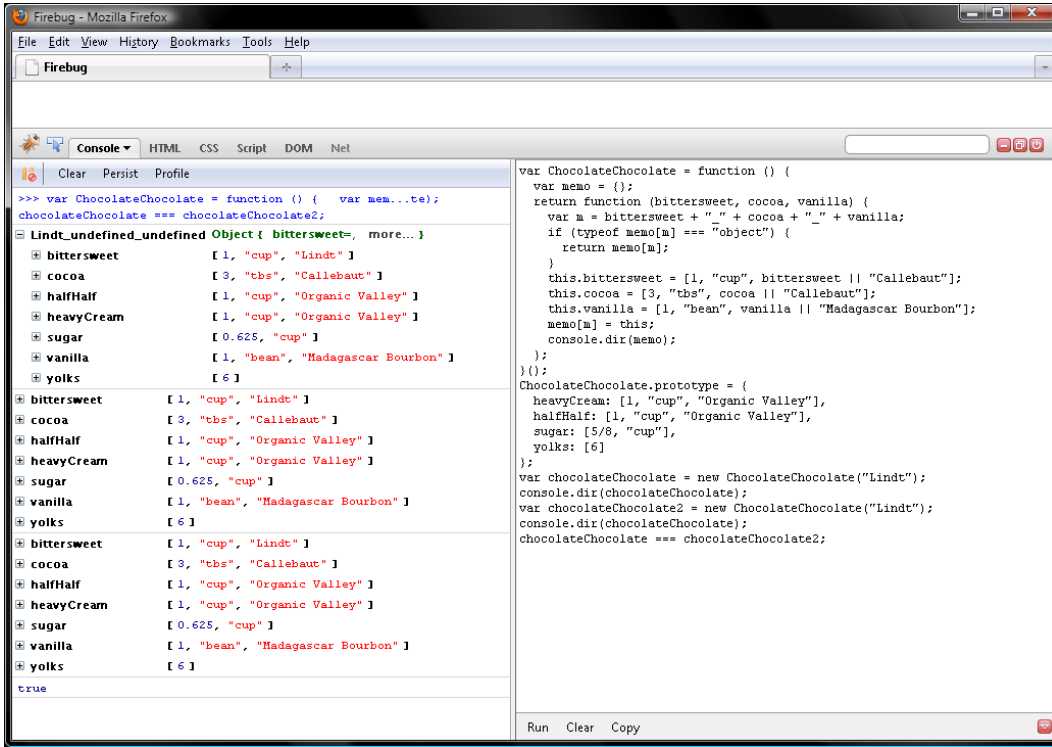 Firebug - Mozilla Firefox
File Edit View History Bookmarks Tools Help
Firebug
Console HTML CSS Script DOM Net
Clear Persist Profile
>>> var ChocolateChocolate = function () {   var mem...te);
chocolateChocolate === chocolateChocolate2;
Lindt_undefined_undefined Object { bittersweet=, more... }
bittersweet [ 1, "cup", "Lindt" ]
cocoa [ 3, "tbs", "Callebaut" ]
halfHalf [ 1, "cup", "Organic Valley" ]
heavyCream [ 1, "cup", "Organic Valley" ]
sugar [ 0.625, "cup" ]
vanilla [ 1, "bean", "Madagascar Bourbon" ]
yolks [ 6 ]
bittersweet [ 1, "cup", "Lindt" ]
cocoa [ 3, "tbs", "Callebaut" ]
halfHalf [ 1, "cup", "Organic Valley" ]
heavyCream [ 1, "cup", "Organic Valley" ]
sugar [ 0.625, "cup" ]
vanilla [ 1, "bean", "Madagascar Bourbon" ]
yolks [ 6 ]
bittersweet [ 1, "cup", "Lindt" ]
cocoa [ 3, "tbs", "Callebaut" ]
halfHalf [ 1, "cup", "Organic Valley" ]
heavyCream [ 1, "cup", "Organic Valley" ]
sugar [ 0.625, "cup" ]
vanilla [ 1, "bean", "Madagascar Bourbon" ]
yolks [ 6 ]
true
var ChocolateChocolate = function () {
  var memo = {};
  return function (bittersweet, cocoa, vanilla) {
    var m = bittersweet + "_" + cocoa + "_" + vanilla;
    if (typeof memo[m] === "object") {
      return memo[m];
    }
    this.bittersweet = [1, "cup", bittersweet || "Callebaut"];
    this.cocoa = [3, "tbs", cocoa || "Callebaut"];
    this.vanilla = [1, "bean", vanilla || "Madagascar Bourbon"];
    memo[m] = this;
    console.dir(memo);
  };
}();
ChocolateChocolate.prototype = {
  heavyCream: [1, "cup", "Organic Valley"],
  halfHalf: [1, "cup", "Organic Valley"],
  sugar: [5/8, "cup"],
  yolks: [6]
};
var chocolateChocolate = new ChocolateChocolate("Lindt");
console.dir(chocolateChocolate);
var chocolateChocolate2 = new ChocolateChocolate("Lindt");
console.dir(chocolateChocolate);
chocolateChocolate === chocolateChocolate2;
Run Clear Copy